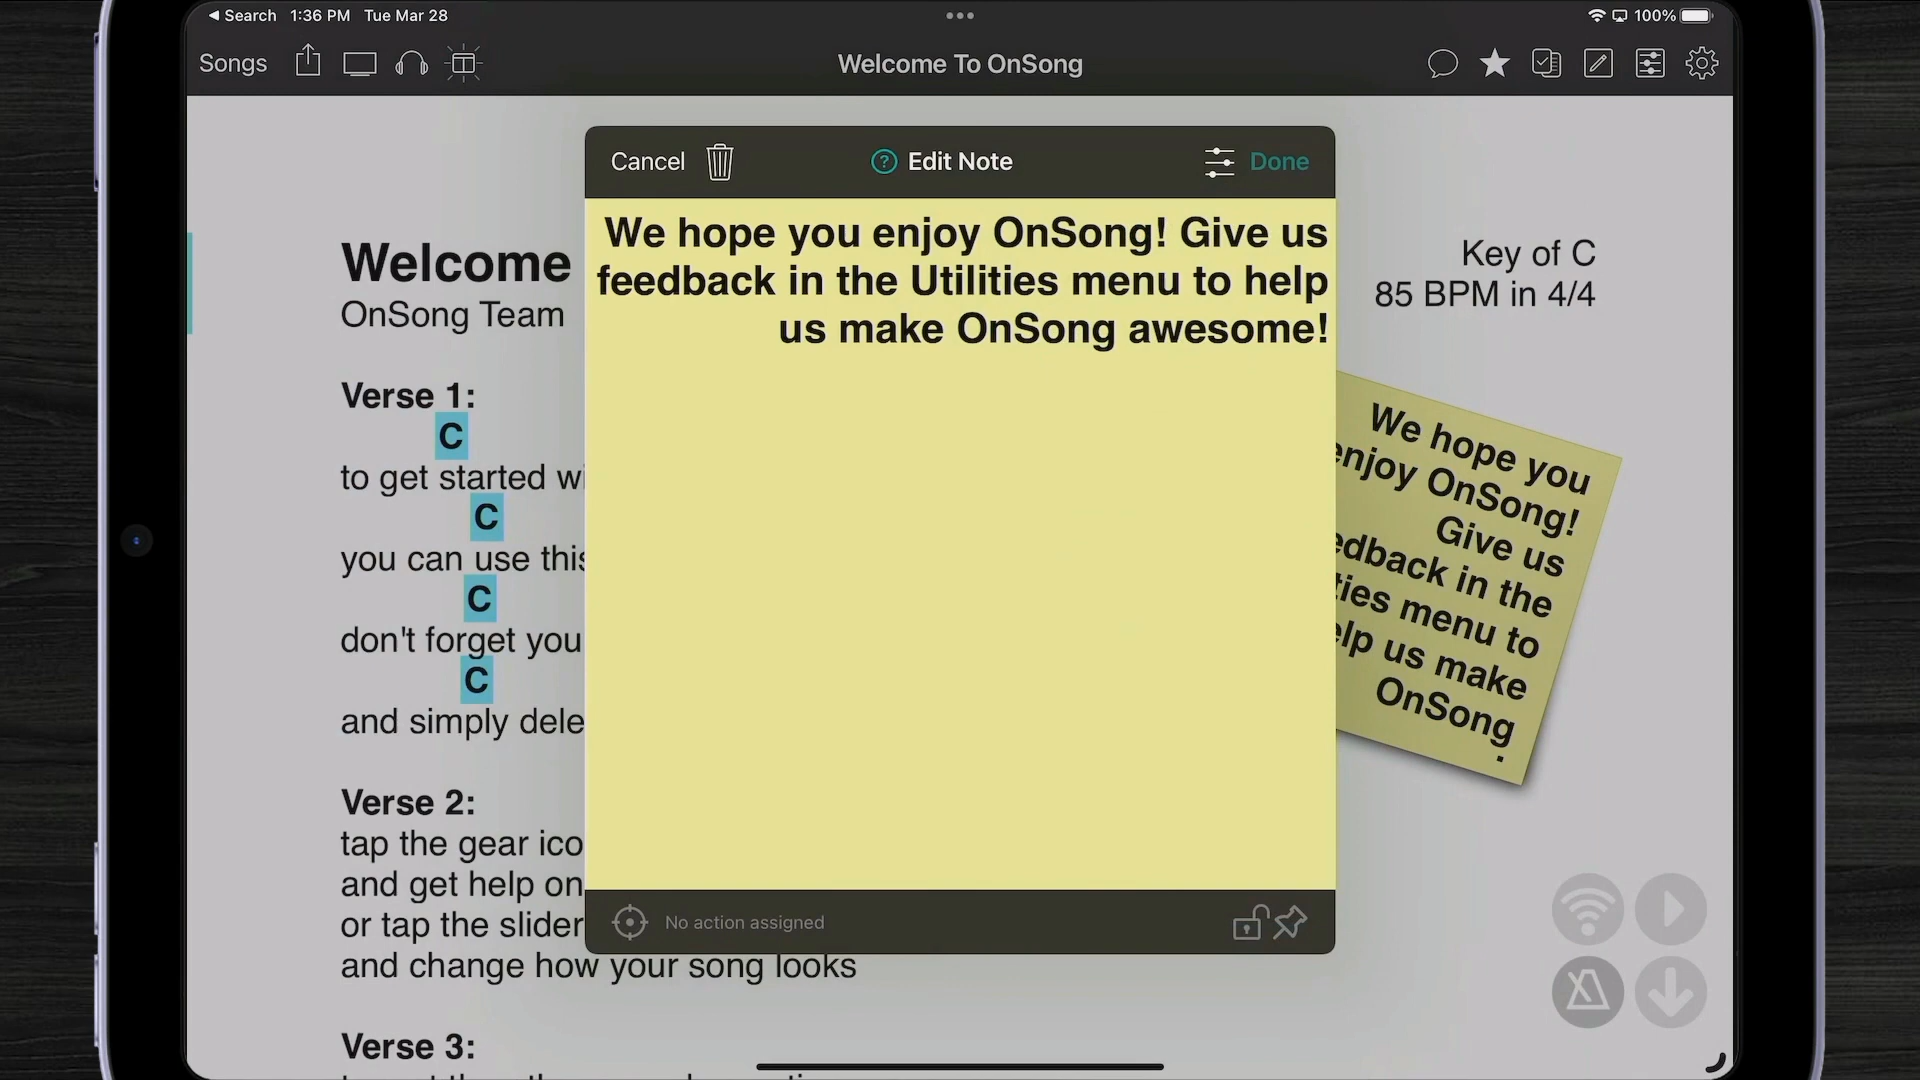 Search 1:36 PM Tue Mar 28
100%
Songs
Welcome To OnSong
Cancel
Edit Note
Done
We hope you enjoy OnSong! Give us
feedback in the Utilities menu to help
us make OnSong awesome!
No action assigned
Welcome
OnSong Team
Key of C
85 BPM in 4/4
Verse 1:
C
to get started wi
C
you can use this
C
don't forget you
C
and simply dele
Verse 2:
tap the gear ico
and get help on
or tap the slider
and change how your song looks
Verse 3:
We hope you
enjoy OnSong!
Give us
edback in the
ties menu to
elp us make
OnSong